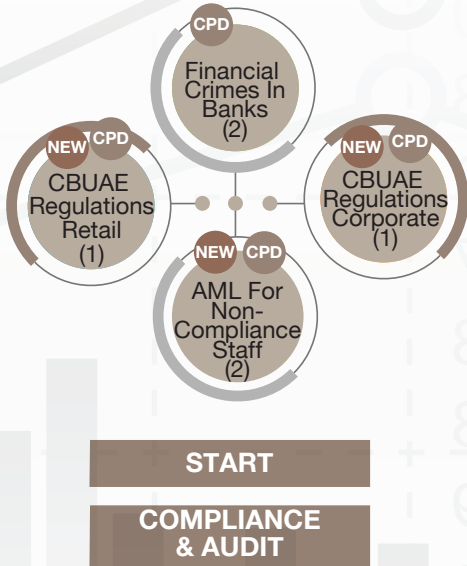 CPD
Financial
Crimes In
Banks
(2)
NEW CPD
CBUAE
Regulations
Retail
(1)
NEW CPD
CBUAE
Regulations
Corporate
(1)
NEW CPD
AML For
Non-
Compliance
Staff
(2)
START
COMPLIANCE
& AUDIT